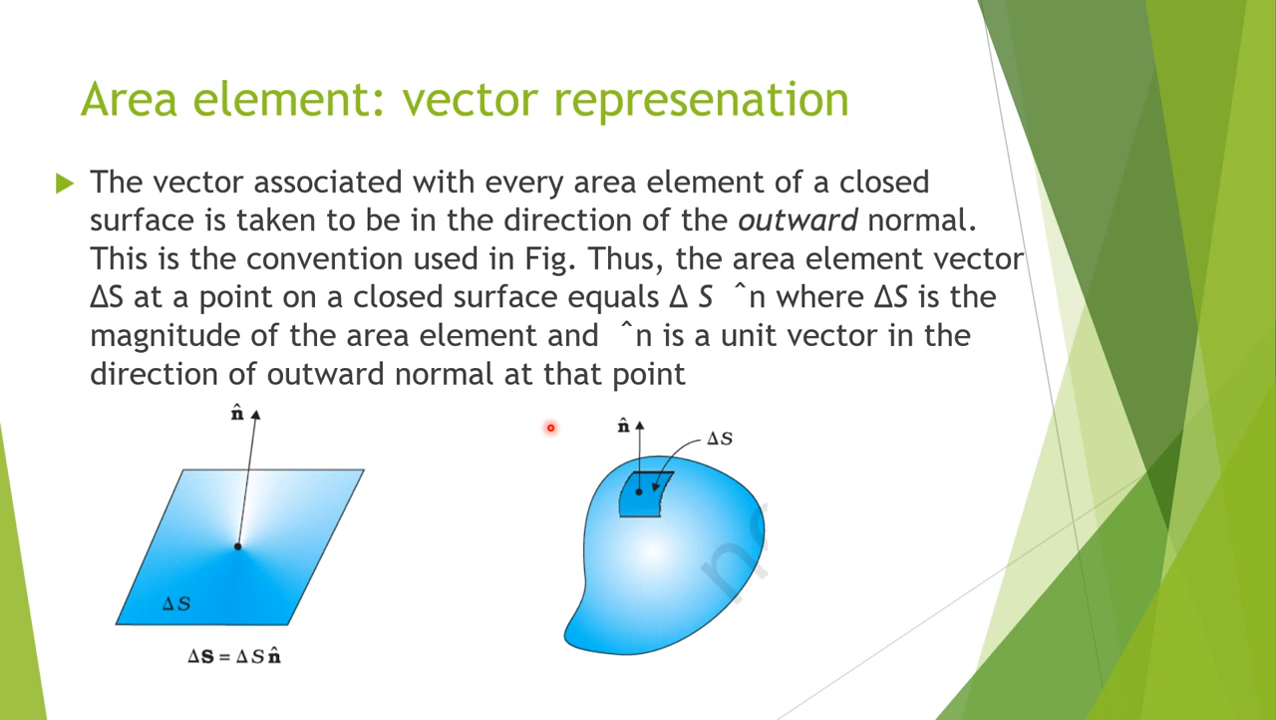 Area element: vector represenation
The vector associated with every area element of a closed
surface is taken to be in the direction of the outward normal.
This is the convention used in Fig. Thus, the area element vector
ΔS at a point on a closed surface equals Δ S ˆn where ΔS is the
magnitude of the area element and ˆn is a unit vector in the
direction of outward normal at that point
n̂
ΔS
ΔS = ΔS n̂
n̂
ΔS